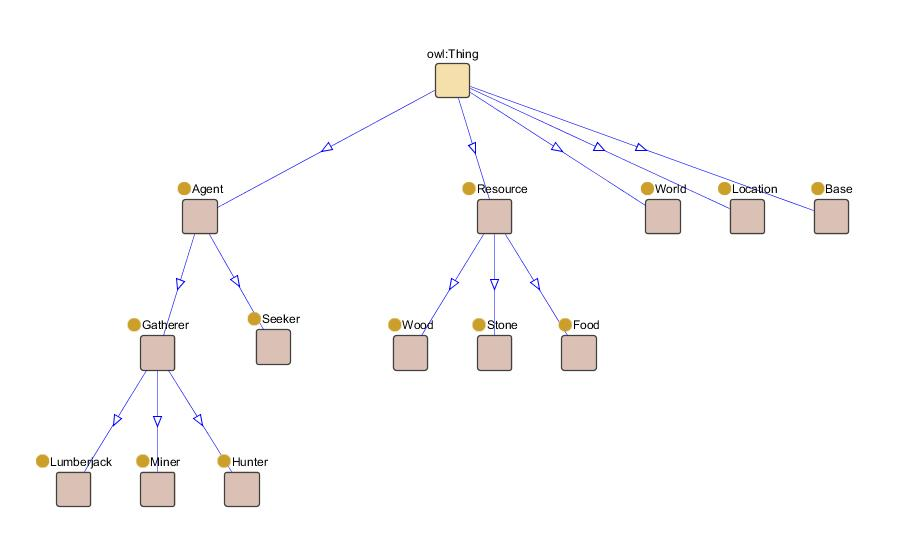 owl:Thing
Agent
Resource
World
Location
Base
Gatherer
Seeker
Wood
Stone
Food
Lumberjack
Miner
Hunter